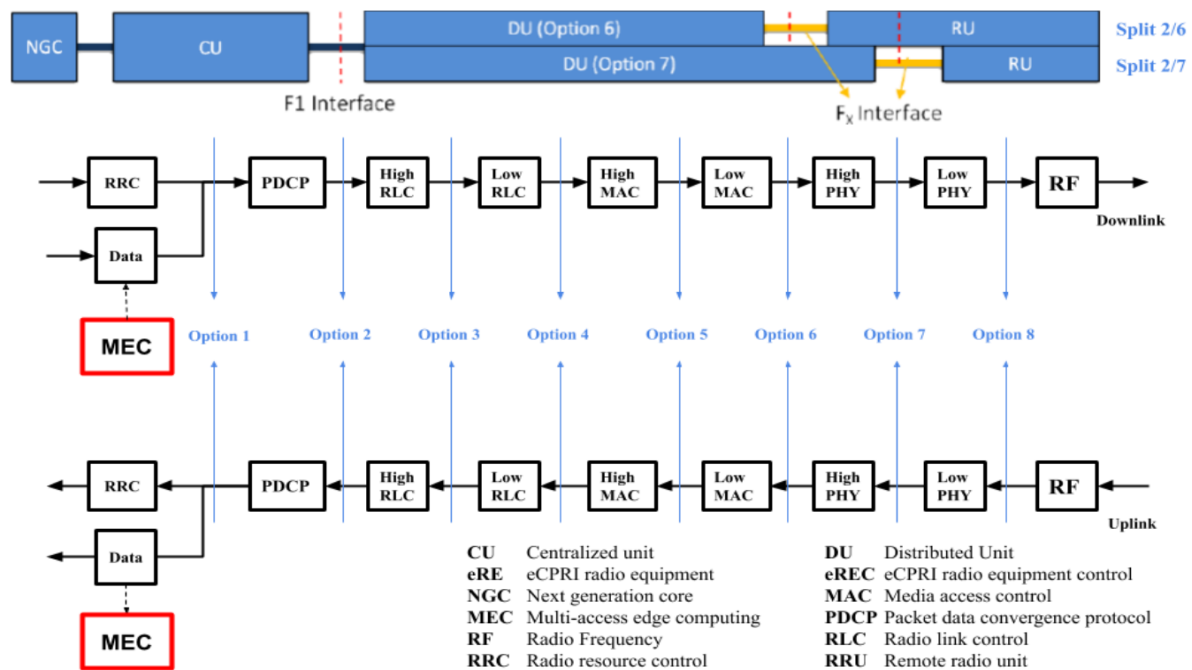 NGC
CU
DU (Option 6)
RU
Split 2/6
DU (Option 7)
RU
Split 2/7
F1 Interface
Fx Interface
RRC
PDCP
High RLC
Low RLC
High MAC
Low MAC
High PHY
Low PHY
RF
Downlink
Data
MEC
Option 1
Option 2
Option 3
Option 4
Option 5
Option 6
Option 7
Option 8
RRC
PDCP
High RLC
Low RLC
High MAC
Low MAC
High PHY
Low PHY
RF
Uplink
Data
MEC
CU Centralized unit
DU Distributed Unit
eRE eCPRI radio equipment
eREC eCPRI radio equipment control
NGC Next generation core
MAC Media access control
MEC Multi-access edge computing
PDCP Packet data convergence protocol
RF Radio Frequency
RLC Radio link control
RRC Radio resource control
RRU Remote radio unit